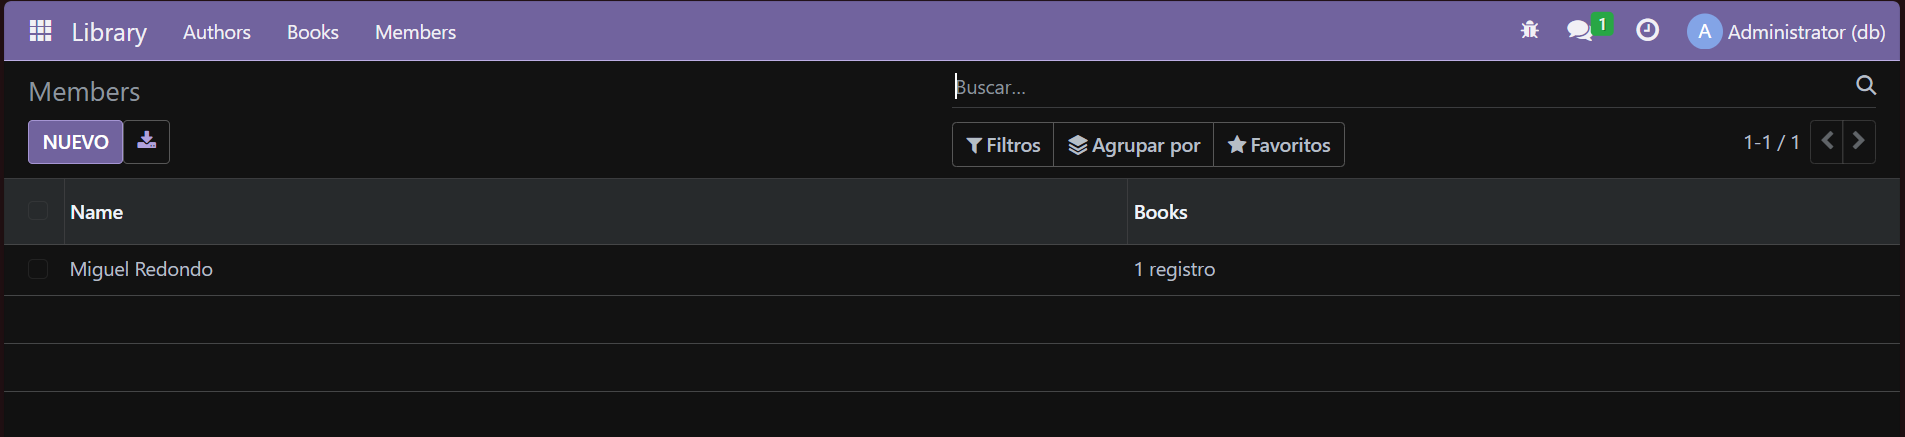 Library Authors Books Members 1 A Administrator (db)
Members Buscar...
NUEVO Filtros Agrupar por Favoritos 1-1 / 1
Name Books
Miguel Redondo 1 registro